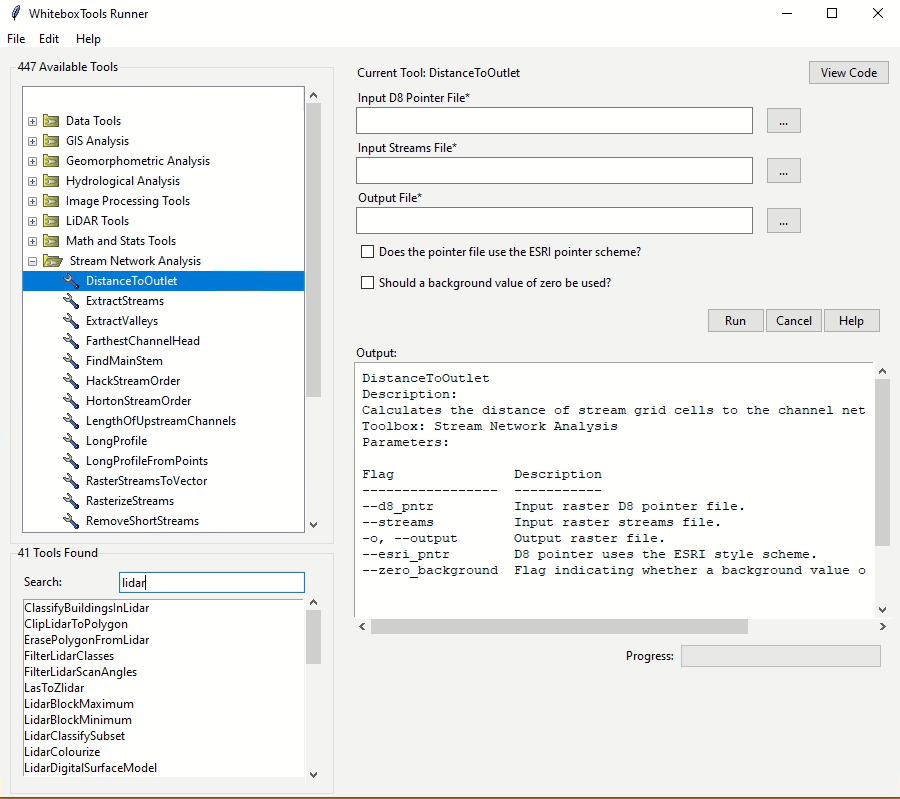 WhiteboxTools Runner
File Edit Help
447 Available Tools
Data Tools
GIS Analysis
Geomorphometric Analysis
Hydrological Analysis
Image Processing Tools
LiDAR Tools
Math and Stats Tools
Stream Network Analysis
DistanceToOutlet
ExtractStreams
ExtractValleys
FarthestChannelHead
FindMainStem
HackStreamOrder
HortonStreamOrder
LengthOfUpstreamChannels
LongProfile
LongProfileFromPoints
RasterStreamsToVector
RasterizeStreams
RemoveShortStreams
41 Tools Found
Search: lidar
ClassifyBuildingsInLidar
ClipLidarToPolygon
ErasePolygonFromLidar
FilterLidarClasses
FilterLidarScanAngles
LasToZlidar
LidarBlockMaximum
LidarBlockMinimum
LidarClassifySubset
LidarColourize
LidarDigitalSurfaceModel
Current Tool: DistanceToOutlet
View Code
Input D8 Pointer File*
...
Input Streams File*
...
Output File*
...
Does the pointer file use the ESRI pointer scheme?
Should a background value of zero be used?
Run Cancel Help
Output:
DistanceToOutlet
Description:
Calculates the distance of stream grid cells to the channel net
Toolbox: Stream Network Analysis
Parameters:
Flag Description
----------------- -----------
--d8_pntr Input raster D8 pointer file.
--streams Input raster streams file.
-o, --output Output raster file.
--esri_pntr D8 pointer uses the ESRI style scheme.
--zero_background Flag indicating whether a background value o
Progress: